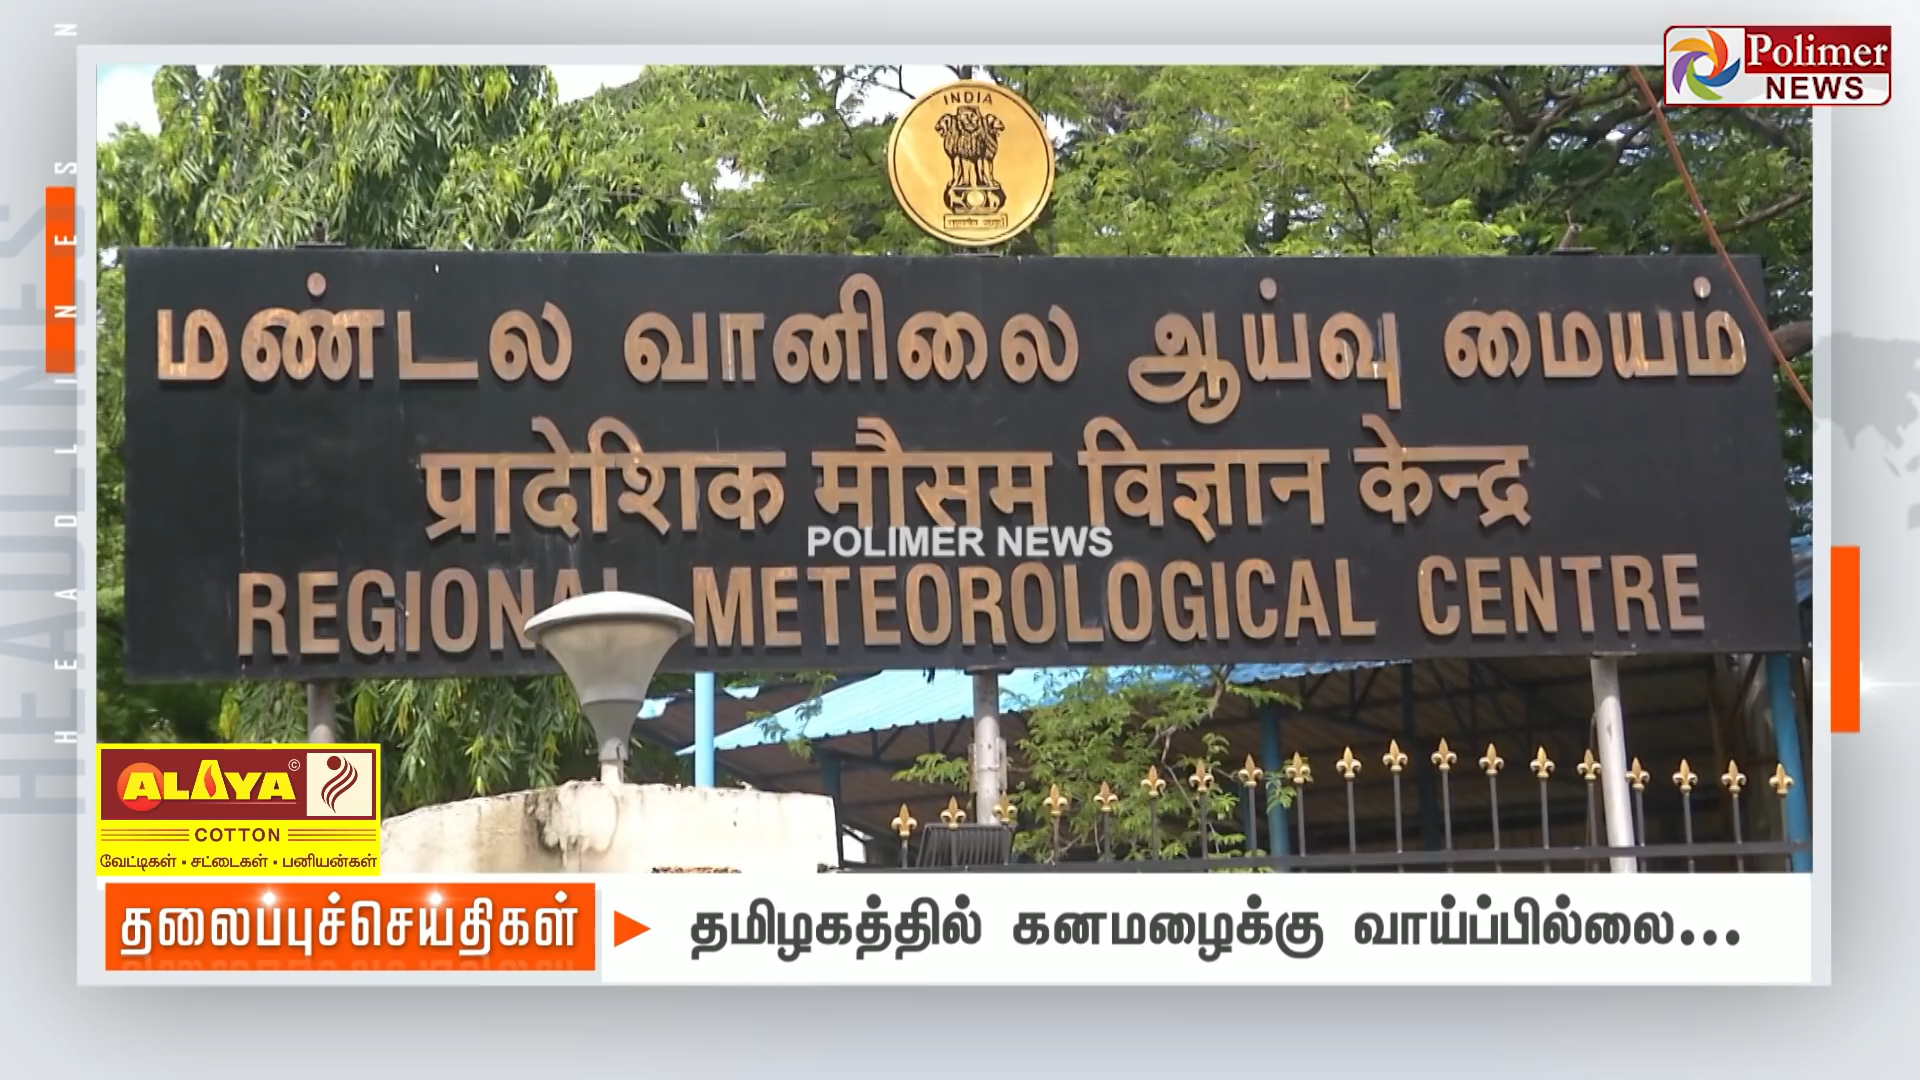 Polimer
NEWS
INDIA
மண்டல வானிலை ஆய்வு மையம்
प्रादेशिक मौसम विज्ञान केन्द्र
POLIMER NEWS
REGIONAL METEOROLOGICAL CENTRE
HEADLINES
HEADLINES
ALAYA ©
COTTON
வேட்டிகள் • சட்டைகள் • பனியன்கள்
தலைப்புச்செய்திகள்
தமிழகத்தில் கனமழைக்கு வாய்ப்பில்லை...